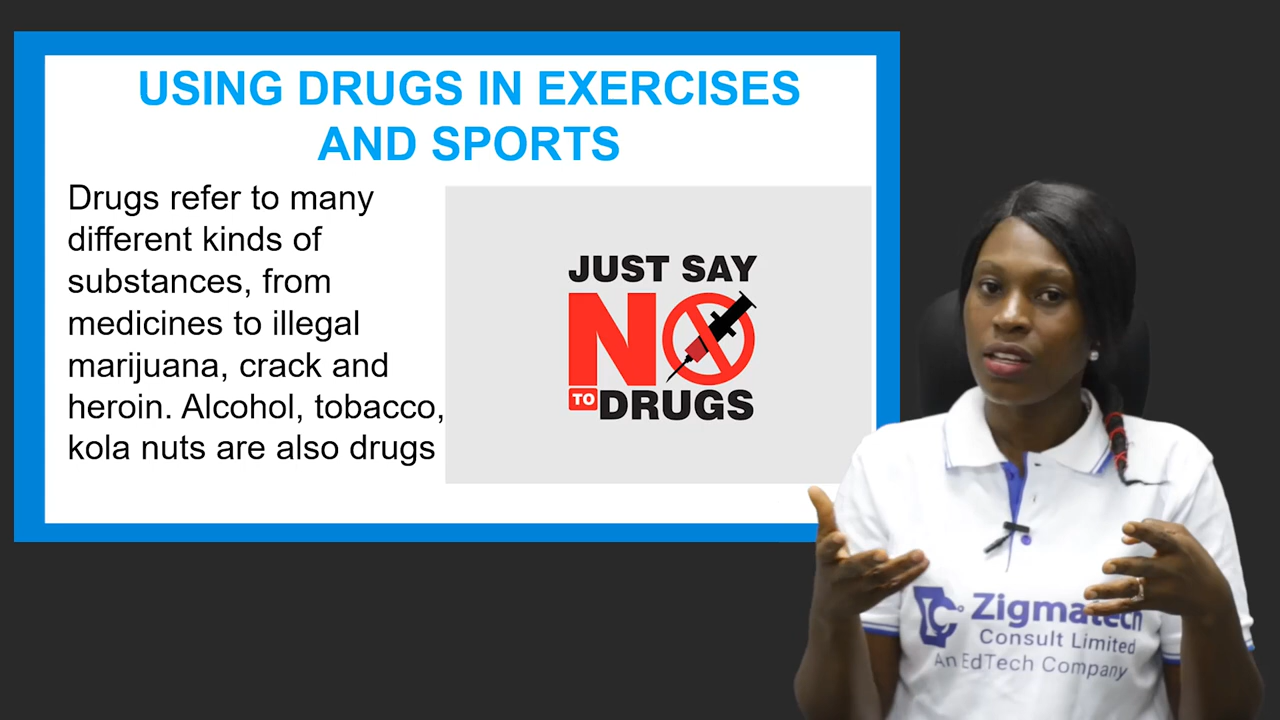 USING DRUGS IN EXERCISES
AND SPORTS
Drugs refer to many
different kinds of
substances, from
medicines to illegal
marijuana, crack and
heroin. Alcohol, tobacco,
kola nuts are also drugs
JUST SAY
NO
TO DRUGS
Zigmatech
Consult Limited
An EdTech Company